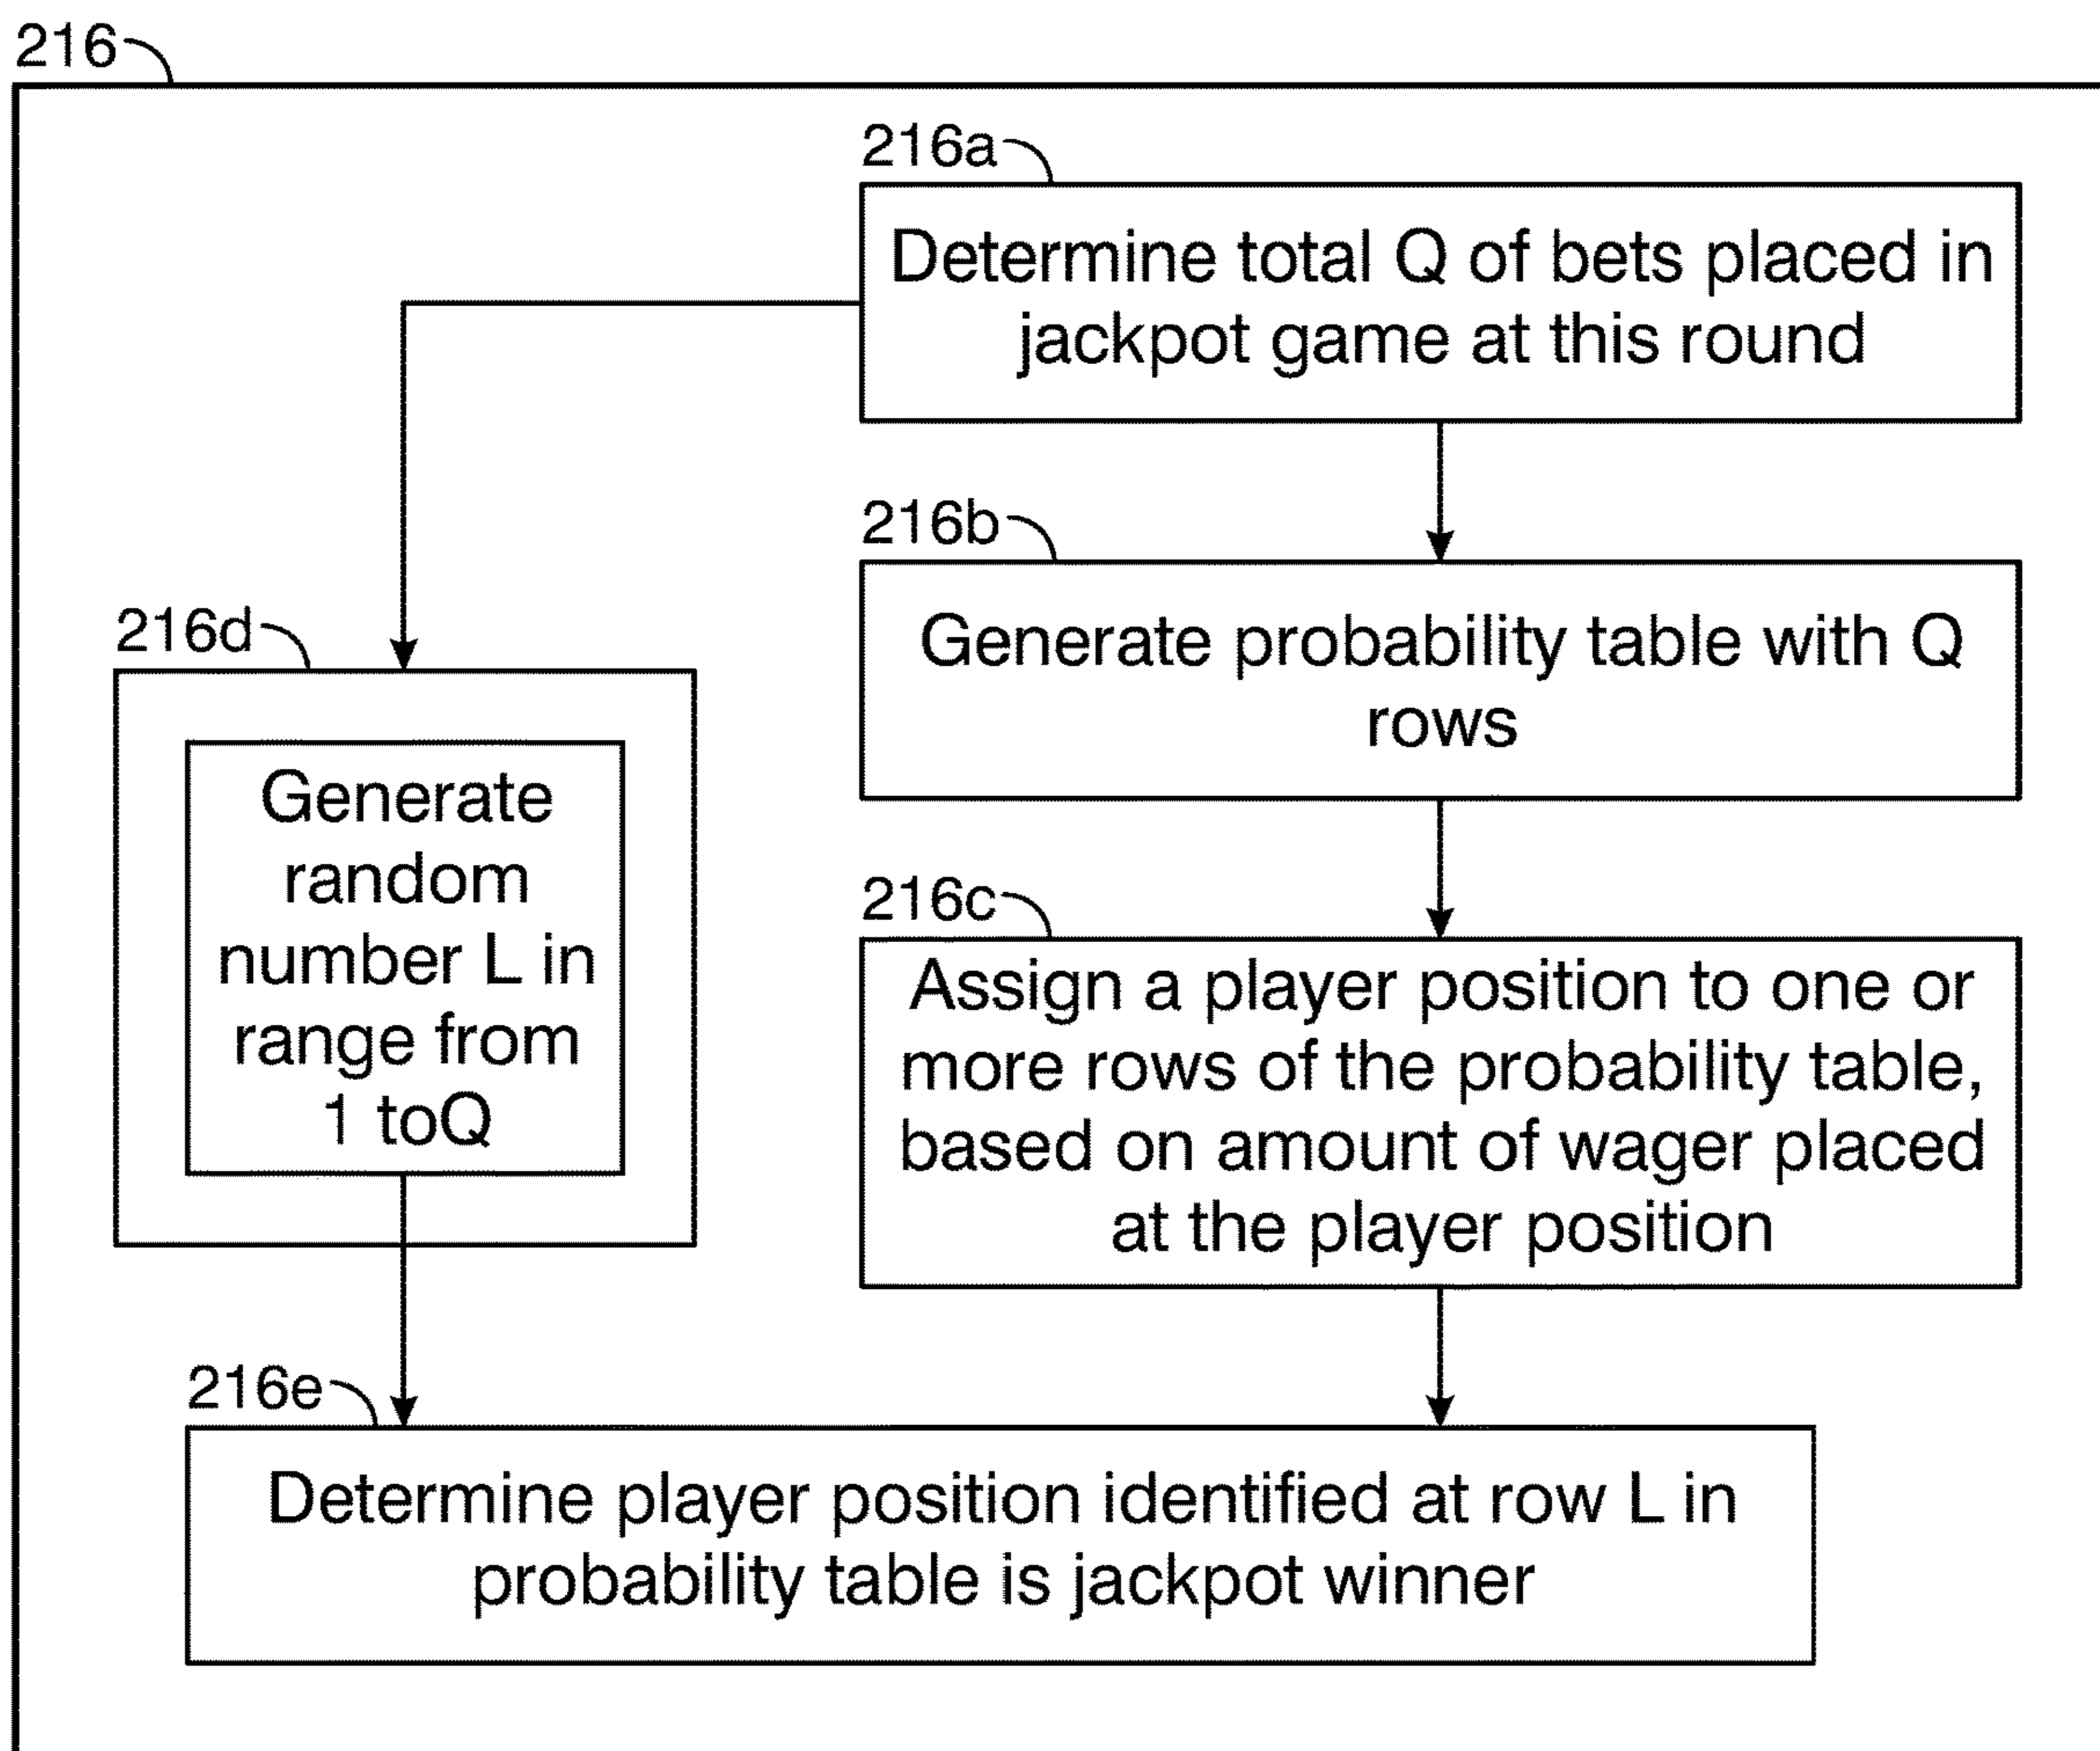 216
216a
Determine total Q of bets placed in
jackpot game at this round
216b
Generate probability table with Q
rows
216d
Generate
random
number L in
range from
1 toQ
216c
Assign a player position to one or
more rows of the probability table,
based on amount of wager placed
at the player position
216e
Determine player position identified at row L in
probability table is jackpot winner